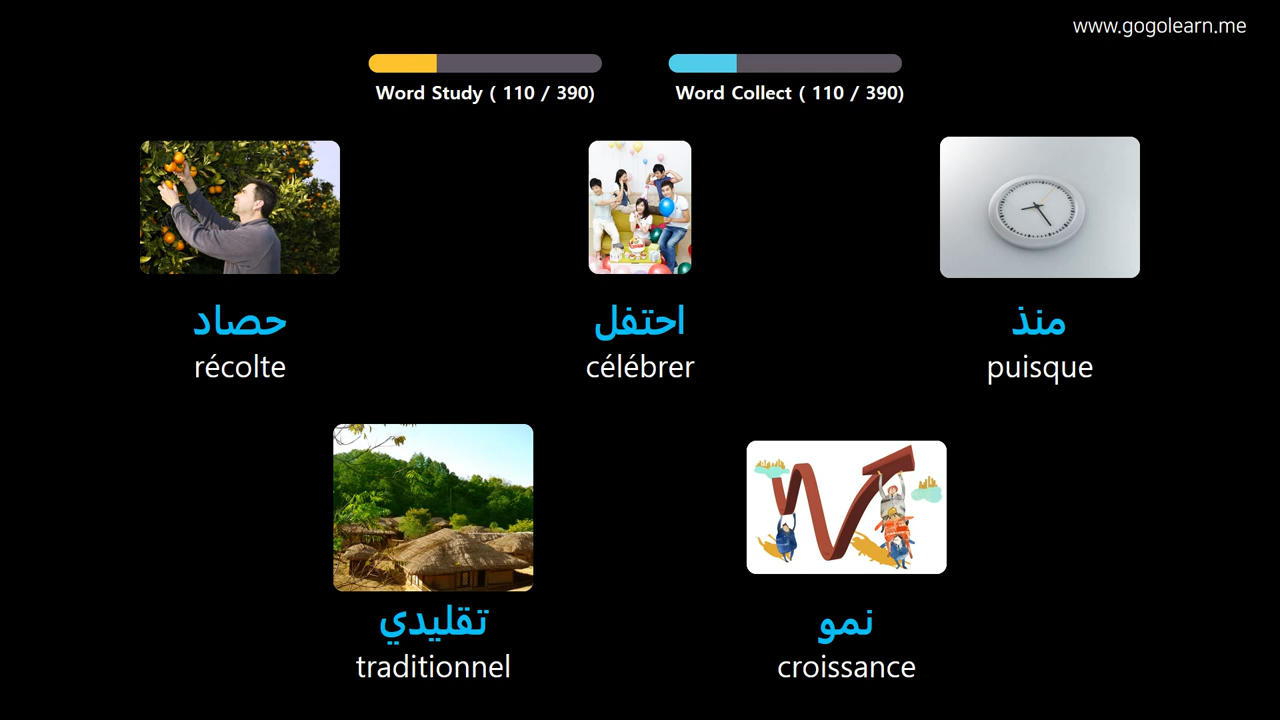 www.gogolearn.me
Word Study ( 110 / 390)
Word Collect ( 110 / 390)
حصاد
récolte
احتفل
célébrer
منذ
puisque
تقليدي
traditionnel
نمو
croissance